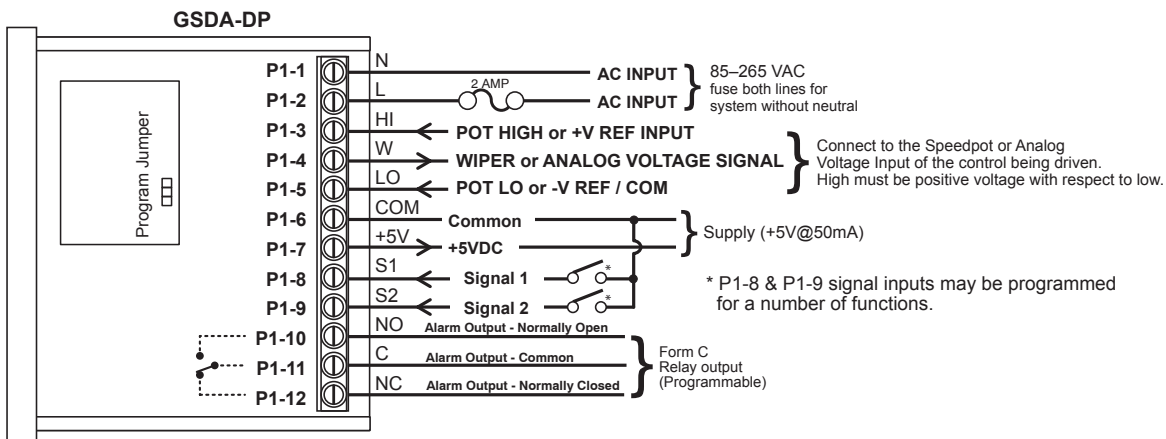 GSDA-DP
Program Jumper
P1-1 N AC INPUT
P1-2 L 2 AMP AC INPUT
85–265 VAC
fuse both lines for
system without neutral
P1-3 HI POT HIGH or +V REF INPUT
P1-4 W WIPER or ANALOG VOLTAGE SIGNAL
P1-5 LO POT LO or -V REF / COM
Connect to the Speedpot or Analog
Voltage Input of the control being driven.
High must be positive voltage with respect to low.
P1-6 COM Common
P1-7 +5V +5VDC
Supply (+5V@50mA)
P1-8 S1 Signal 1 *
P1-9 S2 Signal 2 *
* P1-8 & P1-9 signal inputs may be programmed
for a number of functions.
P1-10 NO Alarm Output - Normally Open
P1-11 C Alarm Output - Common
P1-12 NC Alarm Output - Normally Closed
Form C
Relay output
(Programmable)